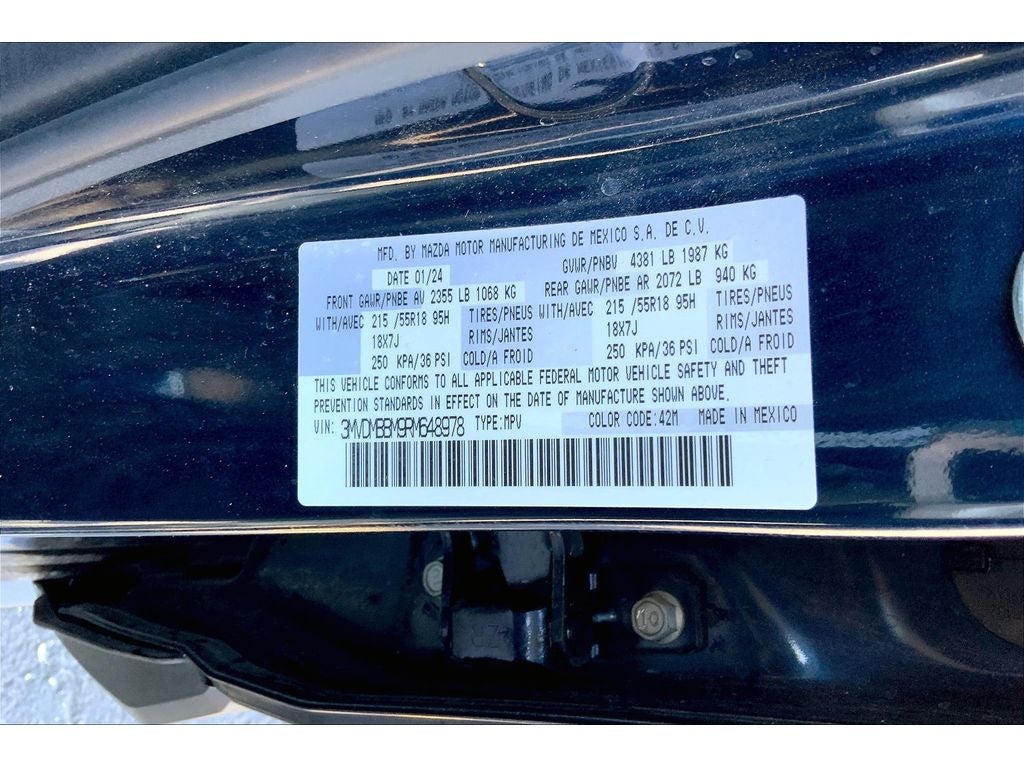 MFD. BY MAZDA MOTOR MANUFACTURING DE MEXICO S.A. DE C.V.
DATE 01/24 GVWR/PNBV 4381 LB 1987 KG
FRONT GAWR/PNBE AV 2355 LB 1068 KG REAR GAWR/PNBE AR 2072 LB 940 KG
WITH/AVEC 215 /55R18 95H TIRES/PNEUS WITH/AVEC 215 /55R18 95H TIRES/PNEUS
18X7J RIMS/JANTES 18X7J RIMS/JANTES
250 KPA/36 PSI COLD/A FROID 250 KPA/36 PSI COLD/A FROID
THIS VEHICLE CONFORMS TO ALL APPLICABLE FEDERAL MOTOR VEHICLE SAFETY AND THEFT
PREVENTION STANDARDS IN EFFECT ON THE DATE OF MANUFACTURE SHOWN ABOVE.
VIN: 3MVDMBBM9RM648978 TYPE:MPV COLOR CODE:42M MADE IN MEXICO
10